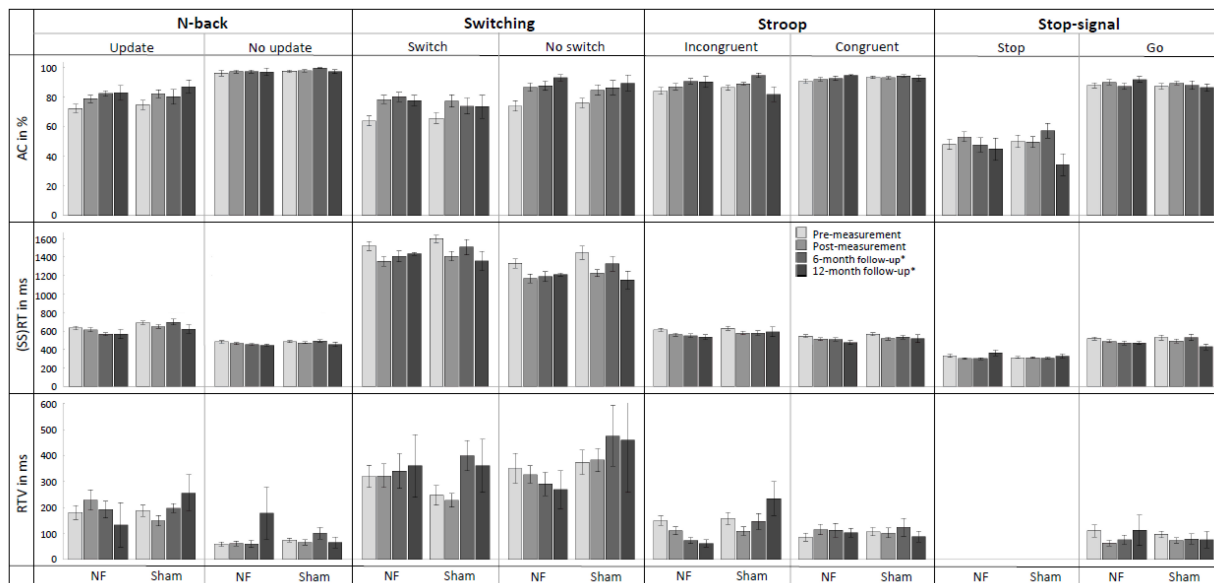 N-back Switching Stroop Stop-signal
Update No update Switch No switch Incongruent Congruent Stop Go
AC in %
100
80
60
40
20
0
(SS)RT in ms
1600
1400
1200
1000
800
600
400
200
0
Pre-measurement
Post-measurement
6-month follow-up*
12-month follow-up*
RTV in ms
600
500
400
300
200
100
0
NF Sham NF Sham NF Sham NF Sham NF Sham NF Sham NF Sham NF Sham